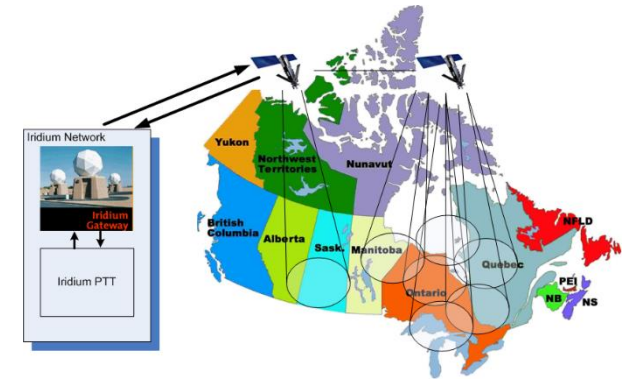 Iridium Network
Iridium
Gateway
Iridium PTT
Yukon
Northwest
Territories
Nunavut
British
Columbia
Alberta
Sask.
Manitoba
Ontario
Quebec
NFLD
PEI
NB
NS